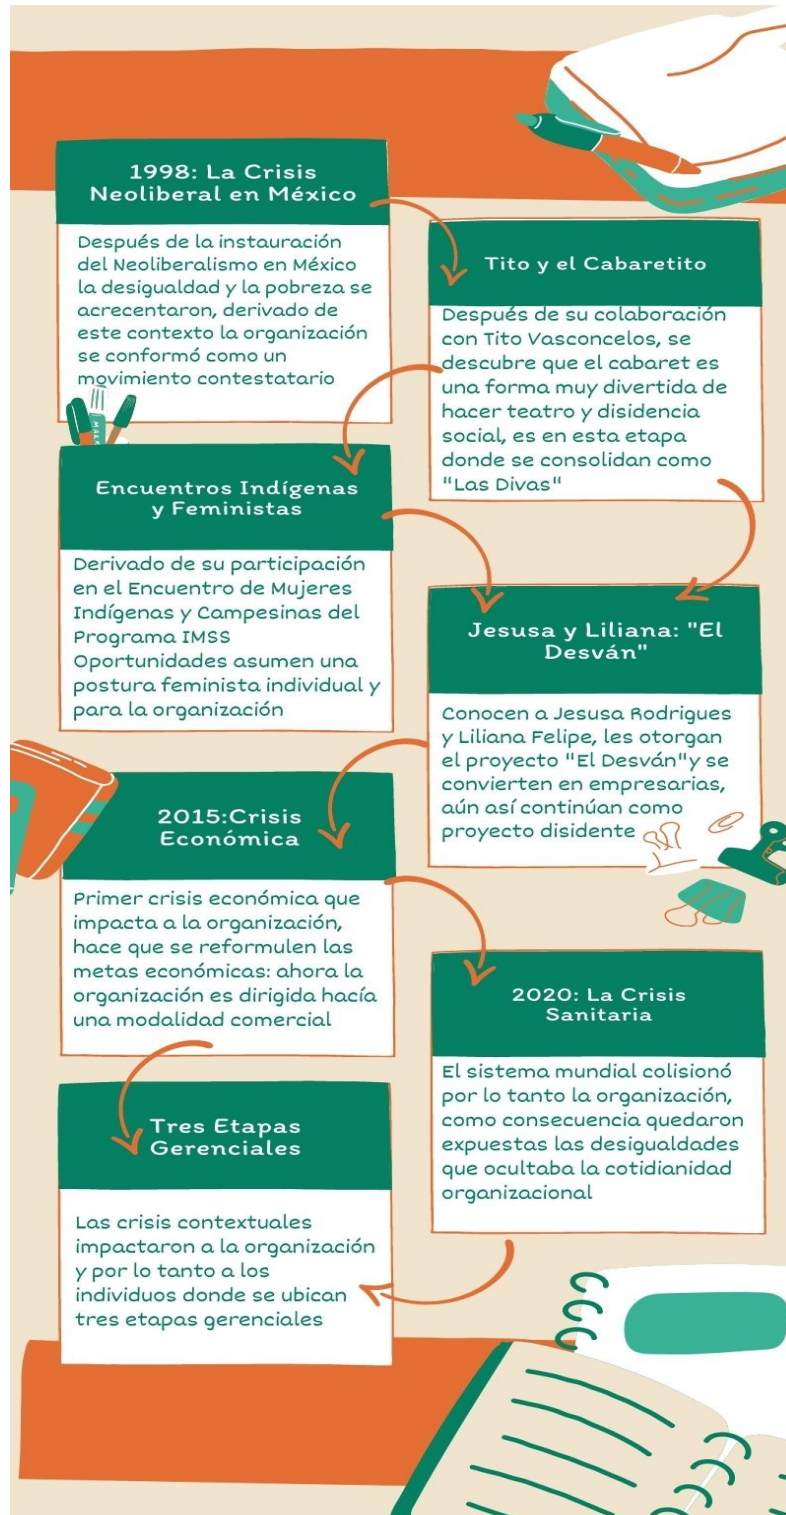 1998: La Crisis
Neoliberal en México
Después de la instauración
del Neoliberalismo en México
la desigualdad y la pobreza se
acrecentaron, derivado de
este contexto la organización
se conformó como un
movimiento contestatario
Tito y el Cabaretito
Después de su colaboración
con Tito Vasconcelos, se
descubre que el cabaret es
una forma muy divertida de
hacer teatro y disidencia
social, es en esta etapa
donde se consolidan como
"Las Divas"
Encuentros Indígenas
y Feministas
Derivado de su participación
en el Encuentro de Mujeres
Indígenas y Campesinas del
Programa IMSS
Oportunidades asumen una
postura feminista individual y
para la organización
Jesusa y Liliana: "El
Desván"
Conocen a Jesusa Rodrigues
y Liliana Felipe, les otorgan
el proyecto "El Desván"y se
convierten en empresarias,
aún así continúan como
proyecto disidente
2015:Crisis
Económica
Primer crisis económica que
impacta a la organización,
hace que se reformulen las
metas económicas: ahora la
organización es dirigida hacía
una modalidad comercial
2020: La Crisis
Sanitaria
El sistema mundial colisionó
por lo tanto la organización,
como consecuencia quedaron
expuestas las desigualdades
que ocultaba la cotidianidad
organizacional
Tres Etapas
Gerenciales
Las crisis contextuales
impactaron a la organización
y por lo tanto a los
individuos donde se ubican
tres etapas gerenciales